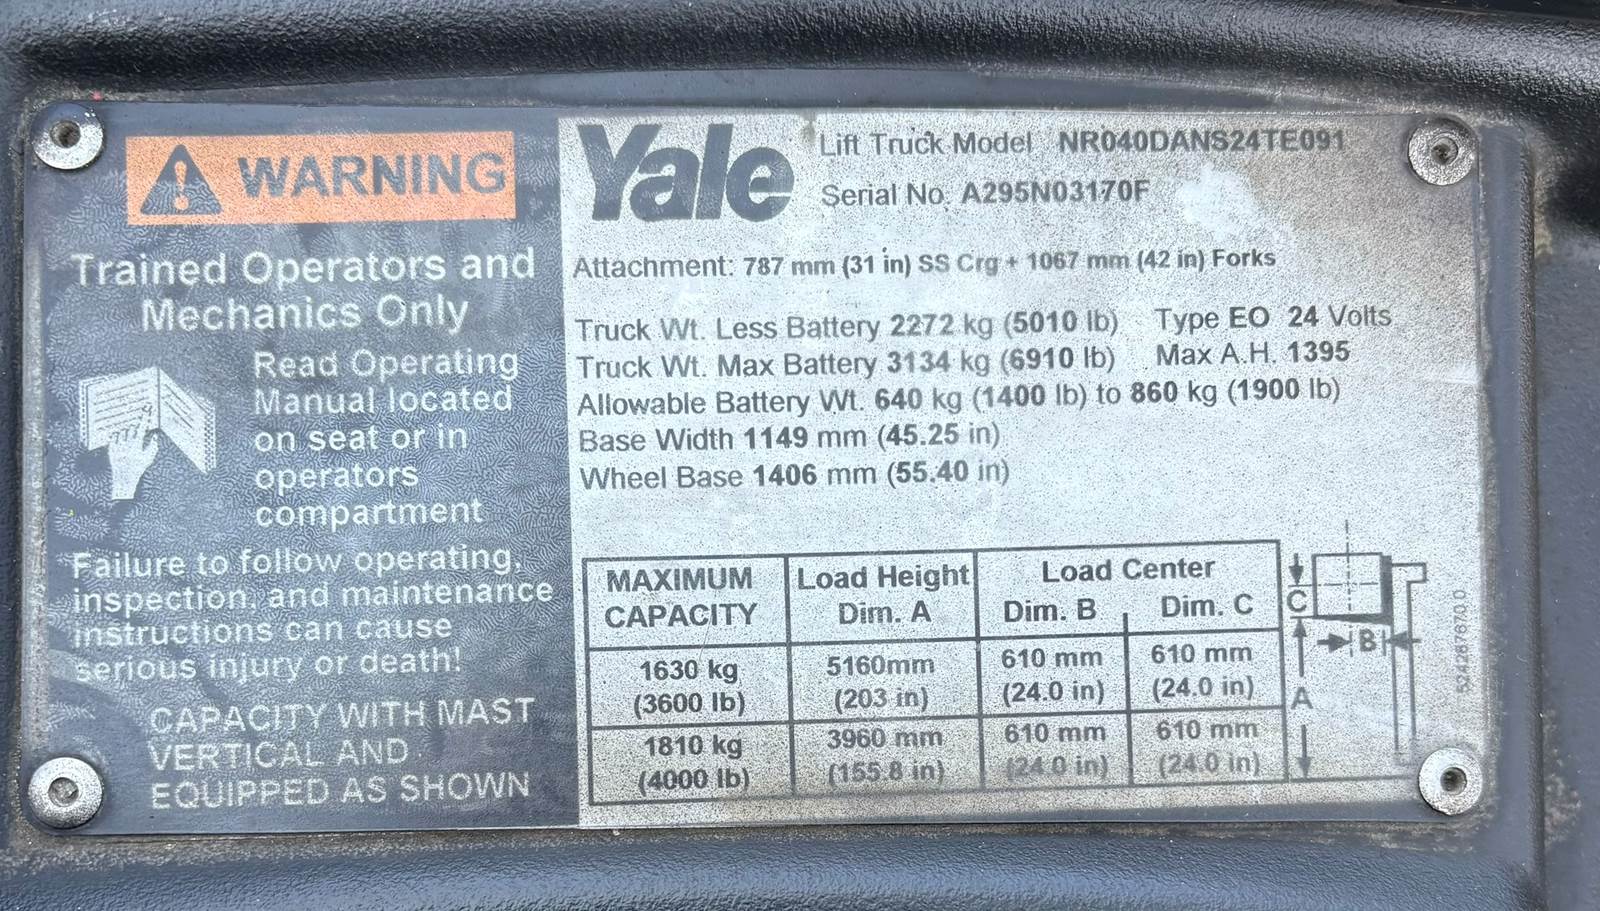 WARNING
Trained Operators and
Mechanics Only
Read Operating
Manual located
on seat or in
operators
compartment
Failure to follow operating,
inspection, and maintenance
instructions can cause
serious injury or death!
CAPACITY WITH MAST
VERTICAL AND
EQUIPPED AS SHOWN
Yale
Lift Truck Model NR040DANS24TE091
Serial No. A295N03170F
Attachment: 787 mm (31 in) SS Crg + 1067 mm (42 in) Forks
Truck Wt. Less Battery 2272 kg (5010 lb) Type EO 24 Volts
Truck Wt. Max Battery 3134 kg (6910 lb) Max A.H. 1395
Allowable Battery Wt. 640 kg (1400 lb) to 860 kg (1900 lb)
Base Width 1149 mm (45.25 in)
Wheel Base 1406 mm (55.40 in)
MAXIMUM CAPACITY Load Height Dim. A Load Center Dim. B Dim. C
1630 kg 5160mm 610 mm 610 mm
(3600 lb) (203 in) (24.0 in) (24.0 in)
1810 kg 3960 mm 610 mm 610 mm
(4000 lb) (155.8 in) (24.0 in) (24.0 in)
C
B
A